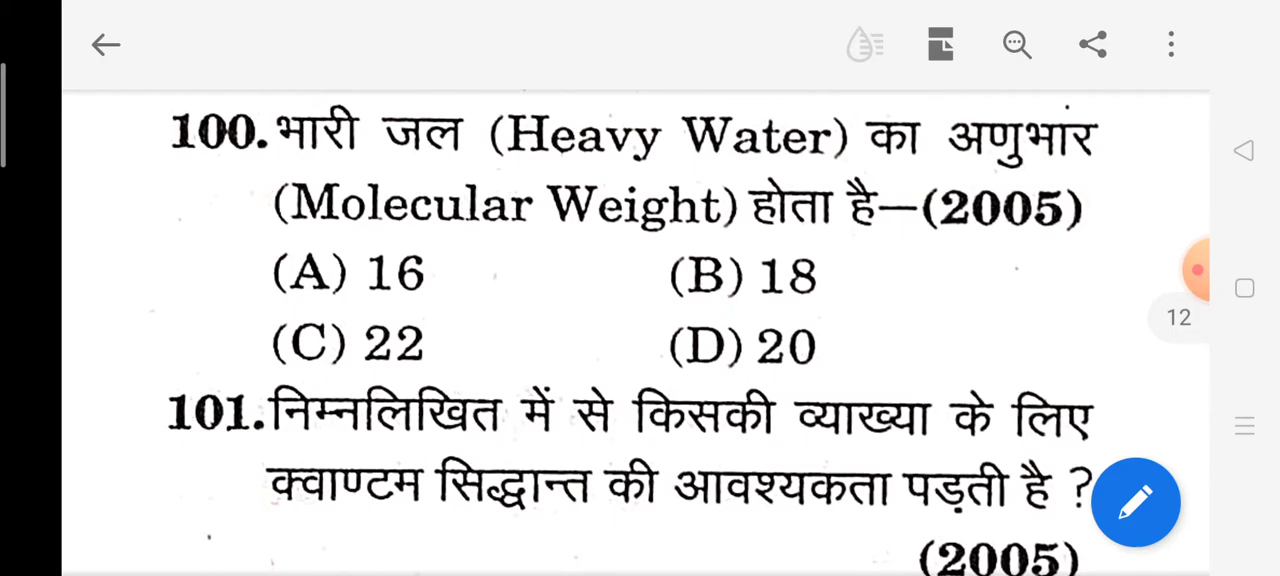 100. भारी जल (Heavy Water) का अणुभार
(Molecular Weight) होता है—(2005)
(A) 16 (B) 18
(C) 22 (D) 20
12
101. निम्नलिखित में से किसकी व्याख्या के लिए
क्वाण्टम सिद्धान्त की आवश्यकता पड़ती है ?
(2005)